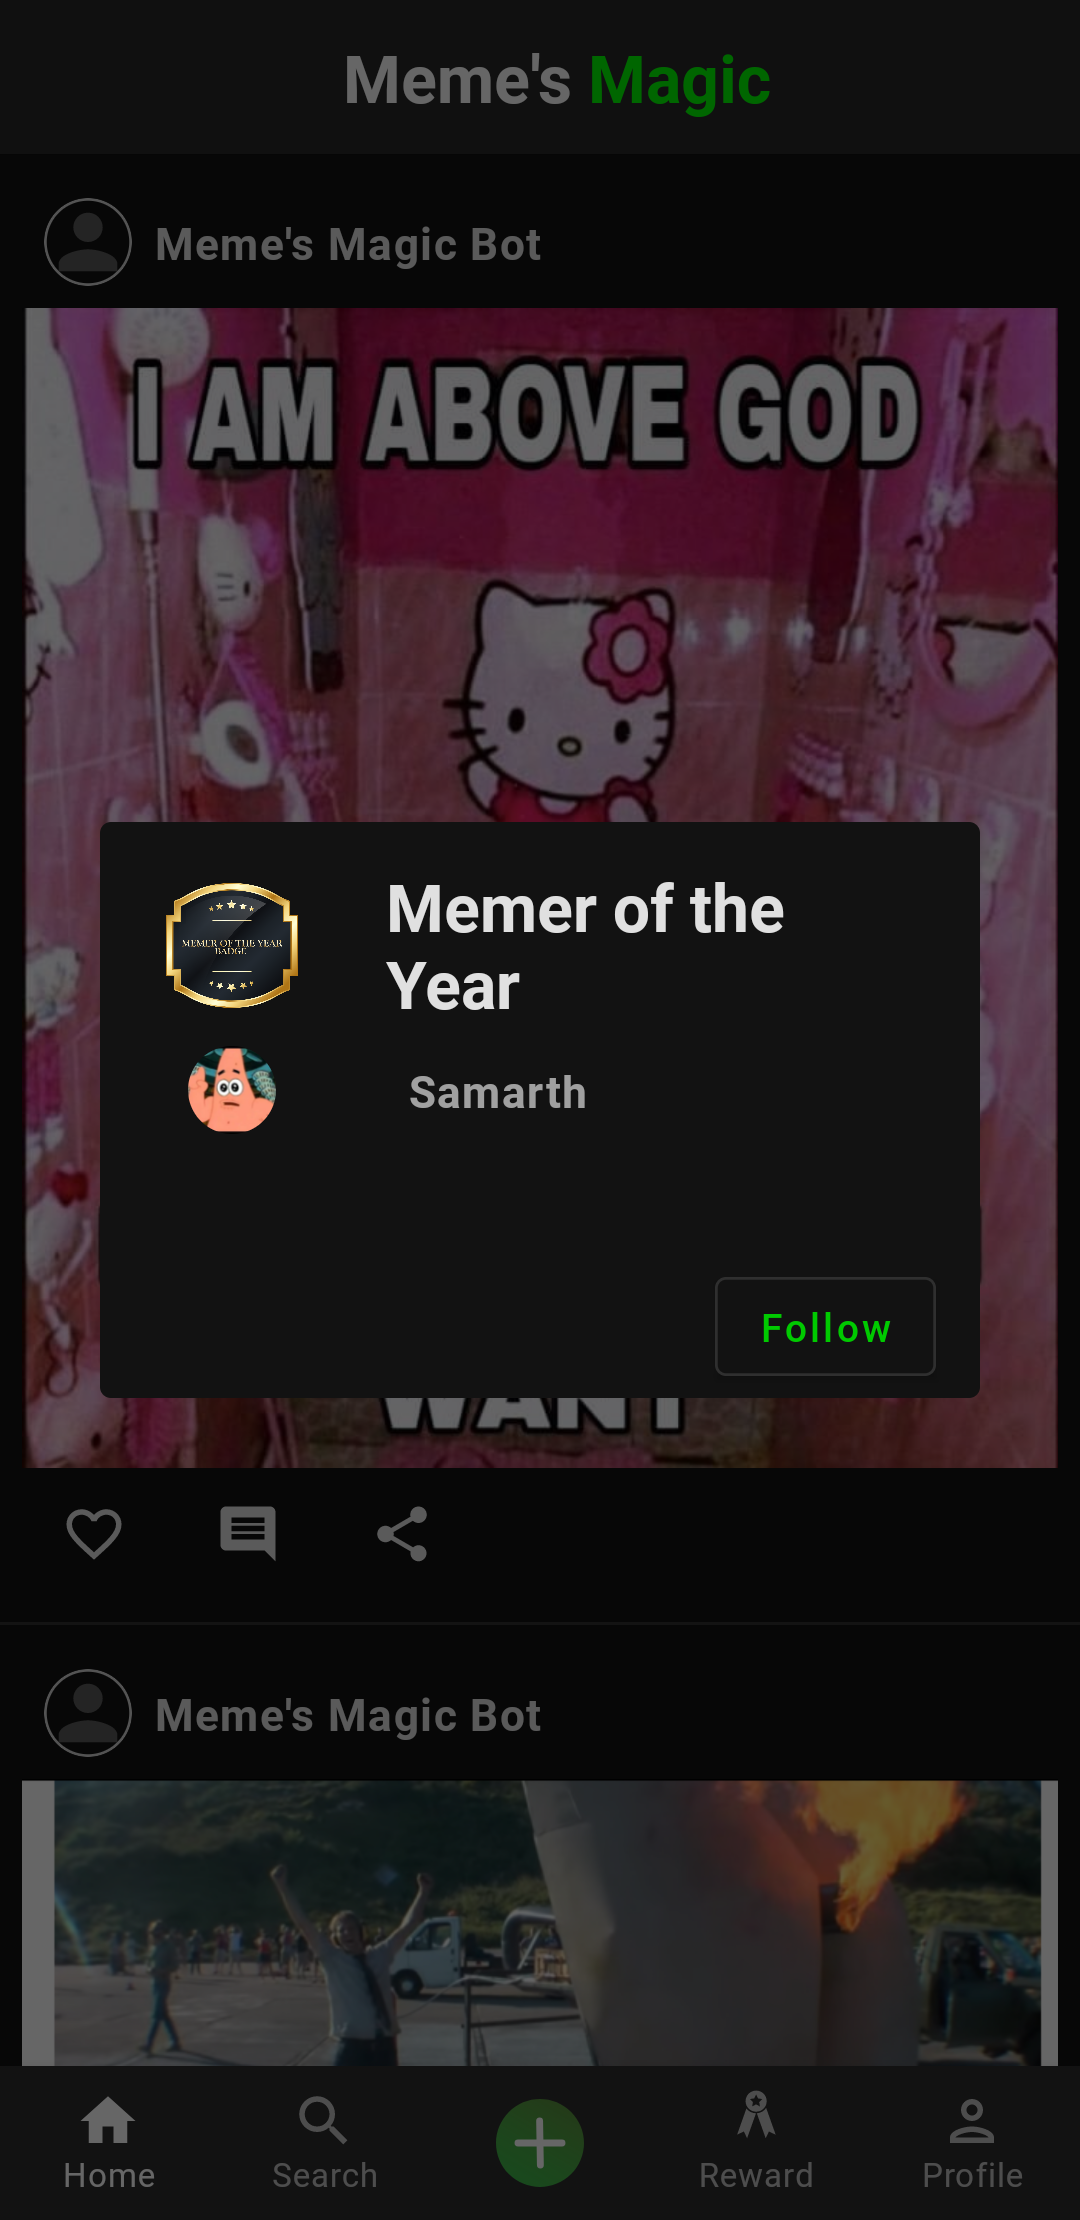 Meme's Magic
Meme's Magic Bot
I AM ABOVE GOD
MEMER OF THE YEAR
BADGE
Memer of the
Year
Samarth
Follow
WANT
Meme's Magic Bot
Home
Search
Reward
Profile